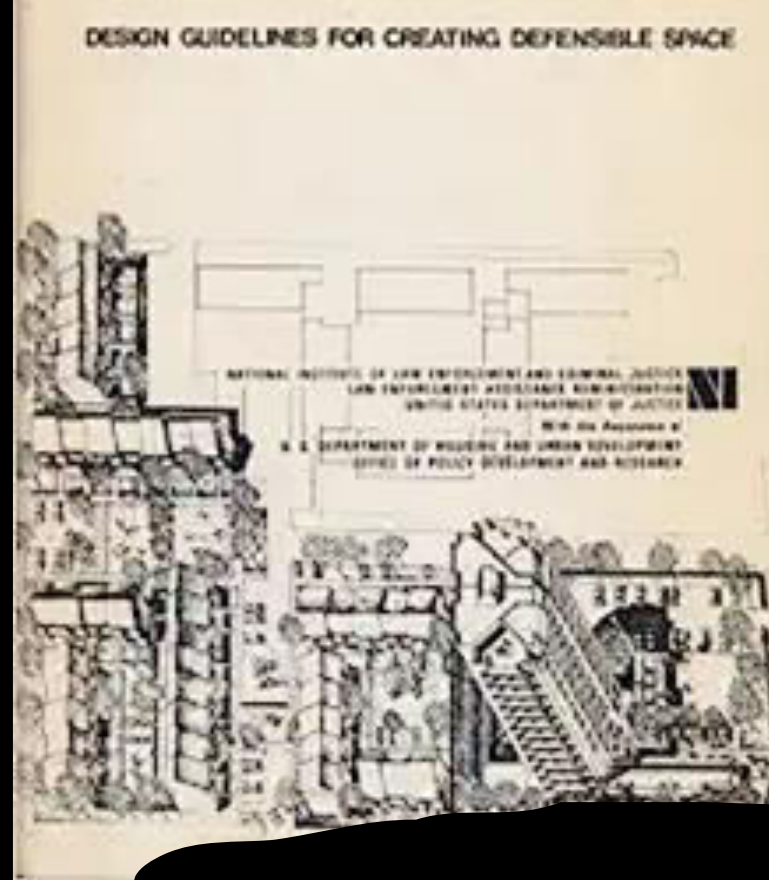 DESIGN GUIDELINES FOR CREATING DEFENSIBLE SPACE
NATIONAL INSTITUTE OF LAW ENFORCEMENT AND CRIMINAL JUSTICE
LAW ENFORCEMENT ASSISTANCE ADMINISTRATION
UNITED STATES DEPARTMENT OF JUSTICE
With the Assistance of
U. S. DEPARTMENT OF HOUSING AND URBAN DEVELOPMENT
OFFICE OF POLICY DEVELOPMENT AND RESEARCH